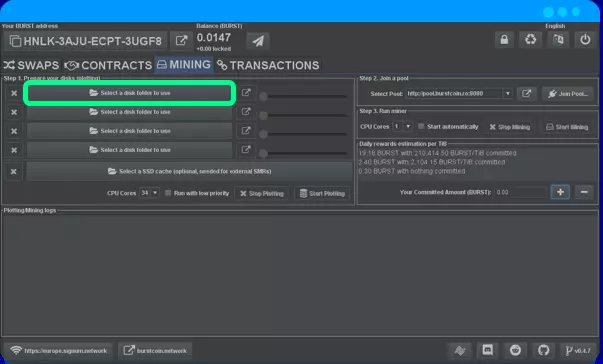 Your BURST address
HNLK-3AJU-ECPT-3UGF8
Balance (BURST)
0.0147
+0.00 locked
English
SWAPS
CONTRACTS
MINING
TRANSACTIONS
Step 1. Prepare your disks (plotting)
Select a disk folder to use
Select a disk folder to use
Select a disk folder to use
Select a disk folder to use
Select a SSD cache (optional, needed for external SMRs)
CPU Cores 34 Run with low priority Stop Plotting Start Plotting
Step 2. Join a pool
Select Pool: http://pool.burstcoin.ro:8080 Join Pool...
Step 3. Run miner
CPU Cores 1 Start automatically Stop Mining Start Mining
Daily rewards estimation per TiB
19.16 BURST with 210,414.50 BURST/TiB committed
2.40 BURST with 2,104.15 BURST/TiB committed
0.30 BURST with nothing committed
Your Committed Amount (BURST): 0.00
Plotting/Mining logs
https://europe.signum.network
burstcoin.network
v0.4.7